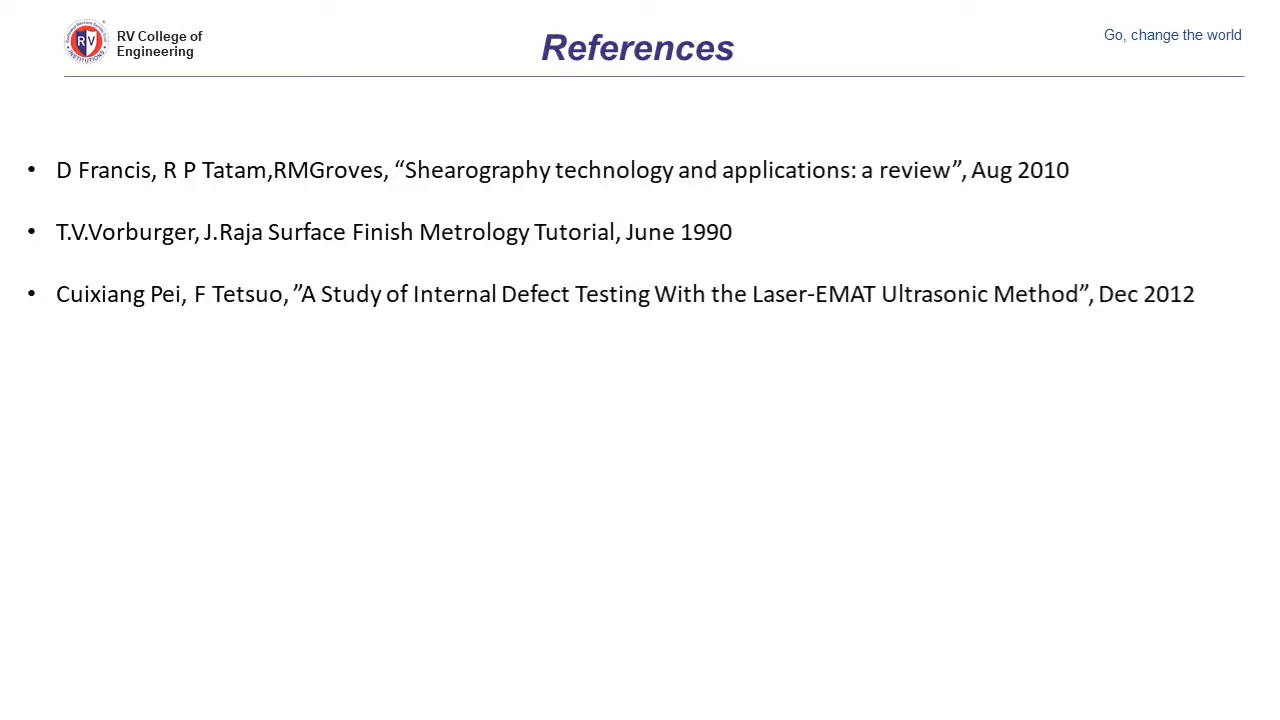 RV College of
Engineering
References
Go, change the world
RV
INSTITUTIONS
• D Francis, R P Tatam,RMGroves, “Shearography technology and applications: a review”, Aug 2010
• T.V.Vorburger, J.Raja Surface Finish Metrology Tutorial, June 1990
• Cuixiang Pei, F Tetsuo, ”A Study of Internal Defect Testing With the Laser-EMAT Ultrasonic Method”, Dec 2012